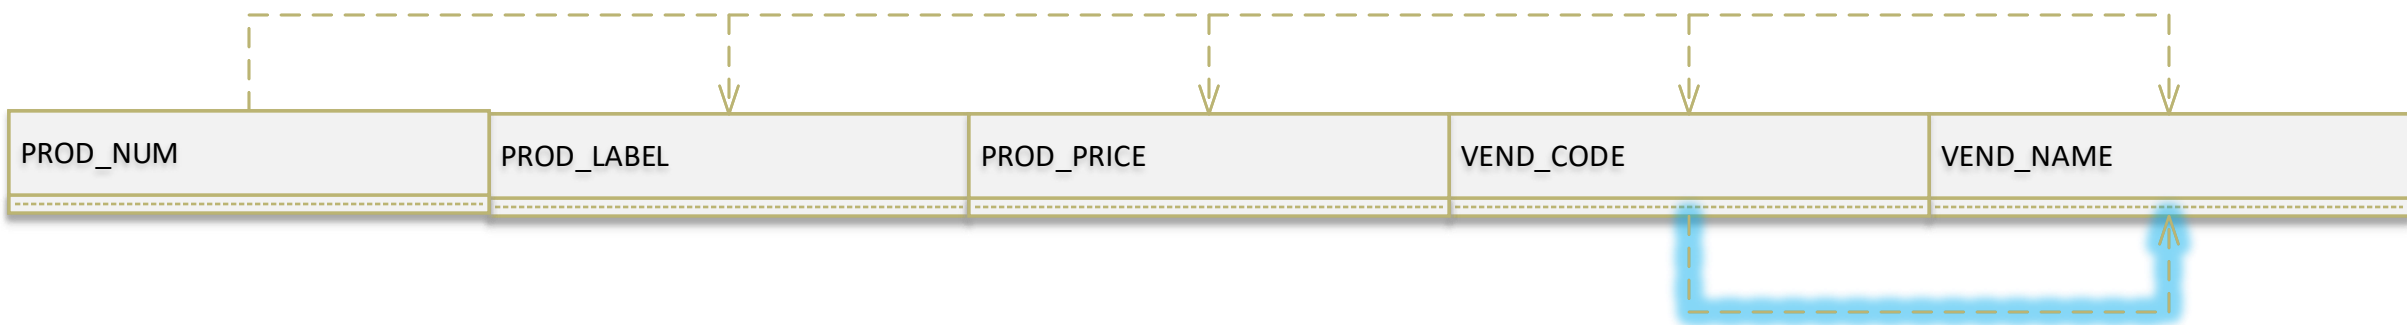 PROD_NUM
PROD_LABEL
PROD_PRICE
VEND_CODE
VEND_NAME